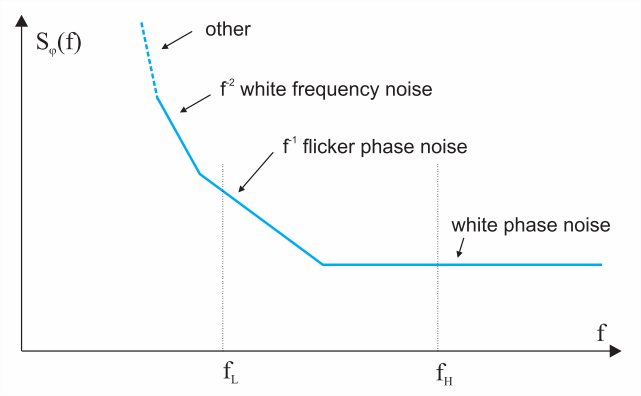 other
Sφ(f)
f⁻² white frequency noise
f⁻¹ flicker phase noise
white phase noise
f
fL
fH